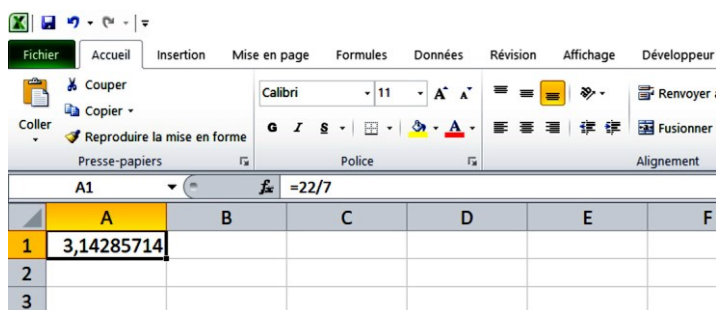 Fichier Accueil Insertion Mise en page Formules Données Révision Affichage Développeur
Couper
Calibri 11 A A
Renvoyer
Copier
Coller
Reproduire la mise en forme
G I S A
Fusionner
Presse-papiers Police Alignement
A1 fx =22/7
A B C D E F
1 3,14285714
2
3